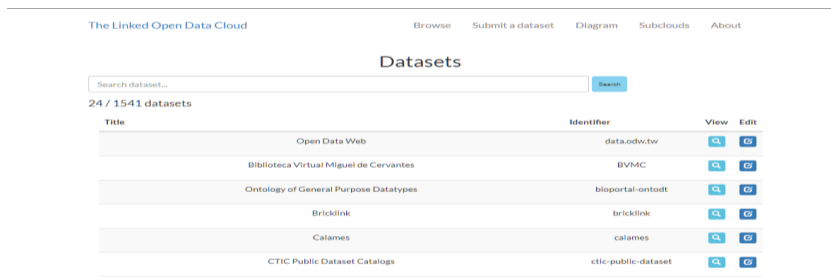 The Linked Open Data Cloud Browse Submit a dataset Diagram Subclouds About
Datasets
Search dataset... Search
24 / 1541 datasets
Title Identifier View Edit
Open Data Web data.odw.tw
Biblioteca Virtual Miguel de Cervantes BVMC
Ontology of General Purpose Datatypes bioportal-ontodt
Bricklink bricklink
Calames calames
CTIC Public Dataset Catalogs ctic-public-dataset